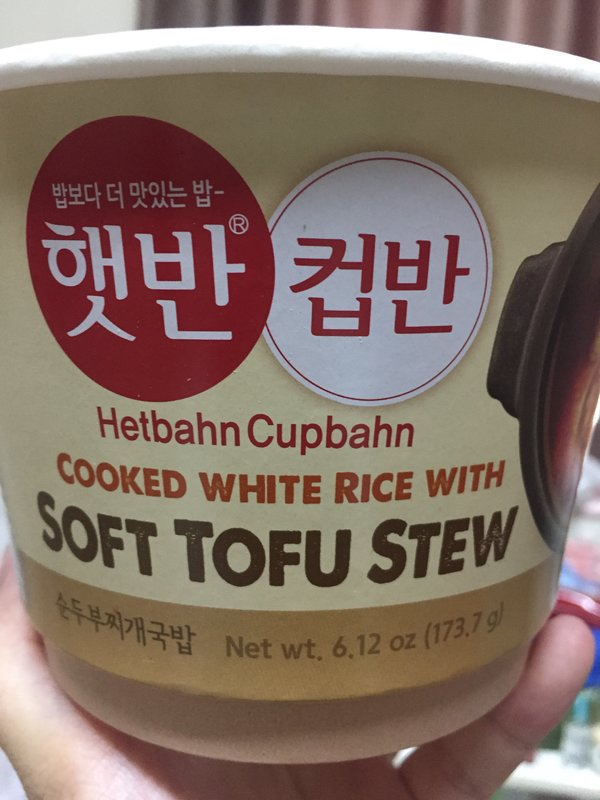 밥보다 더 맛있는 밥-
햇반®
컵반
Hetbahn Cupbahn
COOKED WHITE RICE WITH
SOFT TOFU STEW
순두부찌개국밥 Net wt. 6.12 oz (173.7 g)